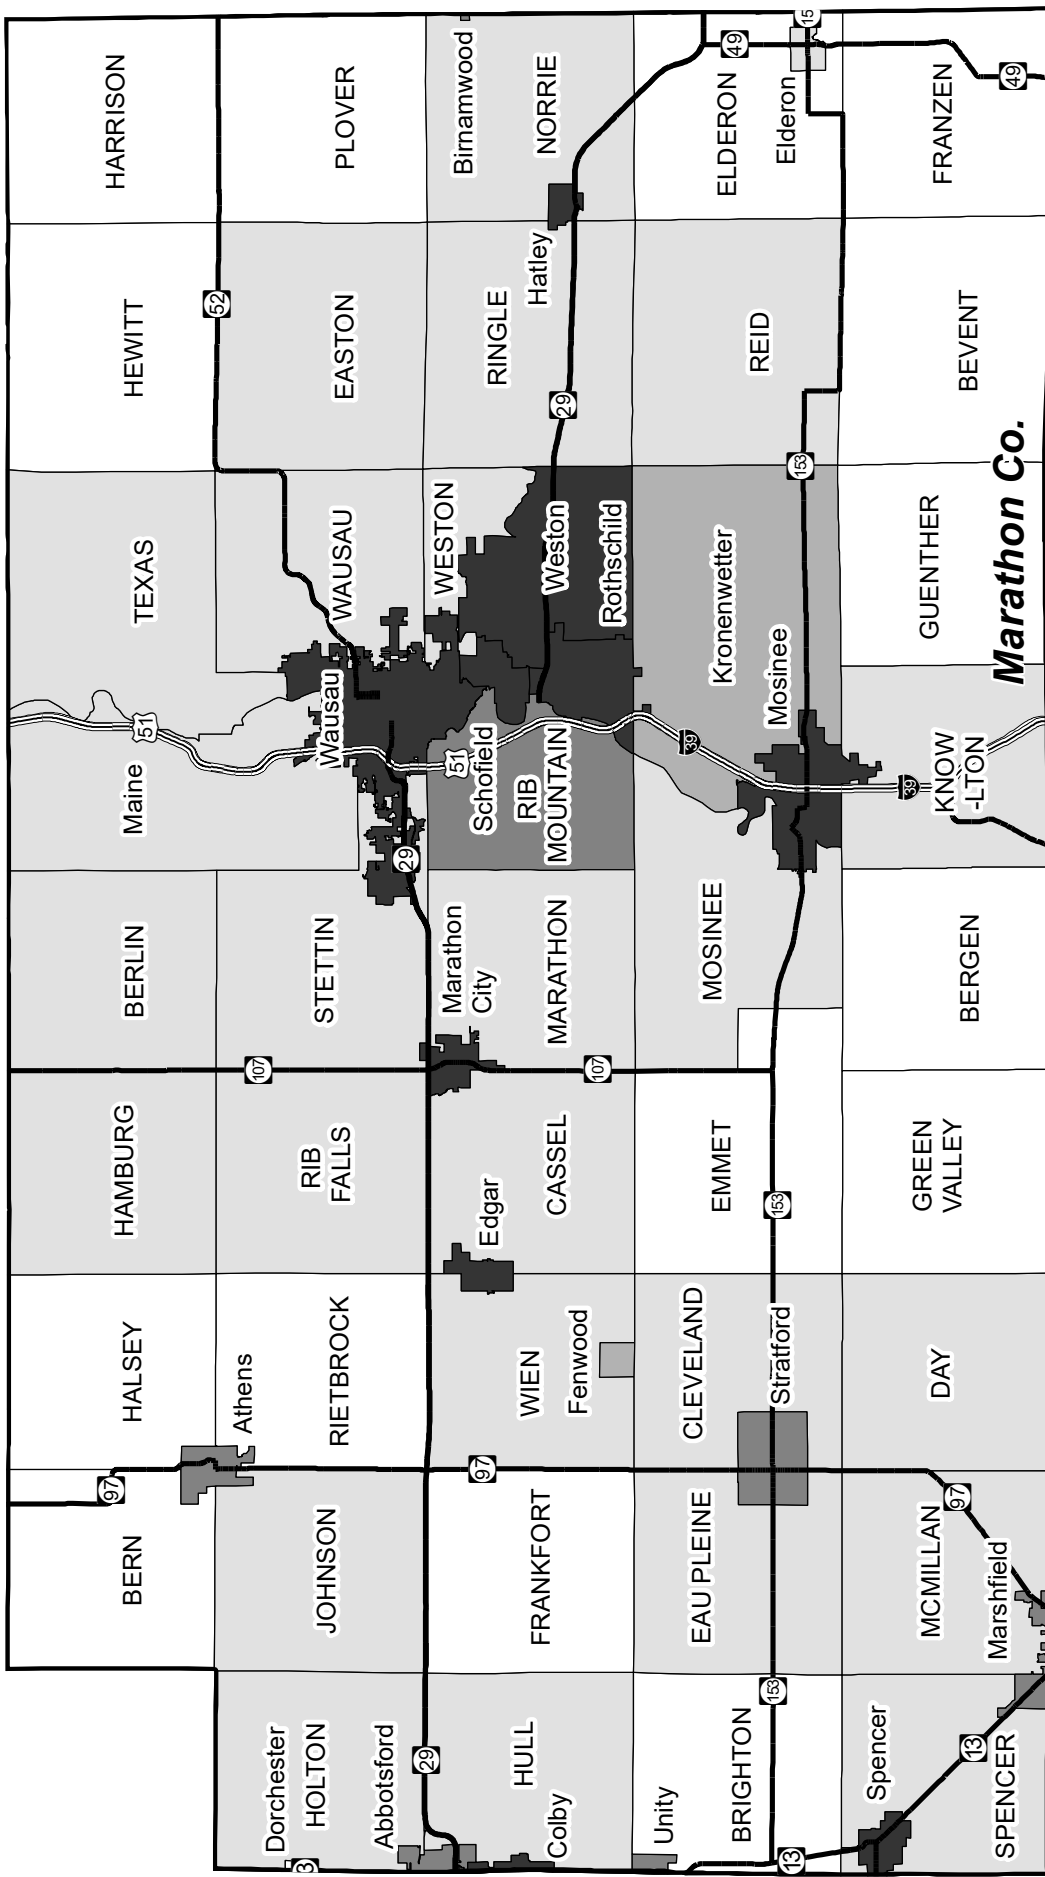 HARRISON
PLOVER
Birnamwood
NORRIE
ELDERON
Elderon
FRANZEN
49
15
49
HEWITT
52
EASTON
RINGLE
Hatley
29
REID
BEVENT
153
TEXAS
WAUSAU
WESTON
Weston
Rothschild
Kronenwetter
GUENTHER
Marathon Co.
51
Maine
Wausau
51
Schofield
RIB
MOUNTAIN
39
Mosinee
39
KNOW
-LTON
29
BERLIN
STETTIN
Marathon
City
MARATHON
MOSINEE
BERGEN
107
107
HAMBURG
RIB
FALLS
Edgar
CASSEL
EMMET
153
GREEN
VALLEY
HALSEY
Athens
RIETBROCK
WIEN
Fenwood
CLEVELAND
Stratford
DAY
97
97
97
BERN
JOHNSON
FRANKFORT
EAU PLEINE
MCMILLAN
Marshfield
Dorchester
HOLTON
Abbotsford
29
HULL
Colby
Unity
BRIGHTON
153
Spencer
SPENCER
13
13
3